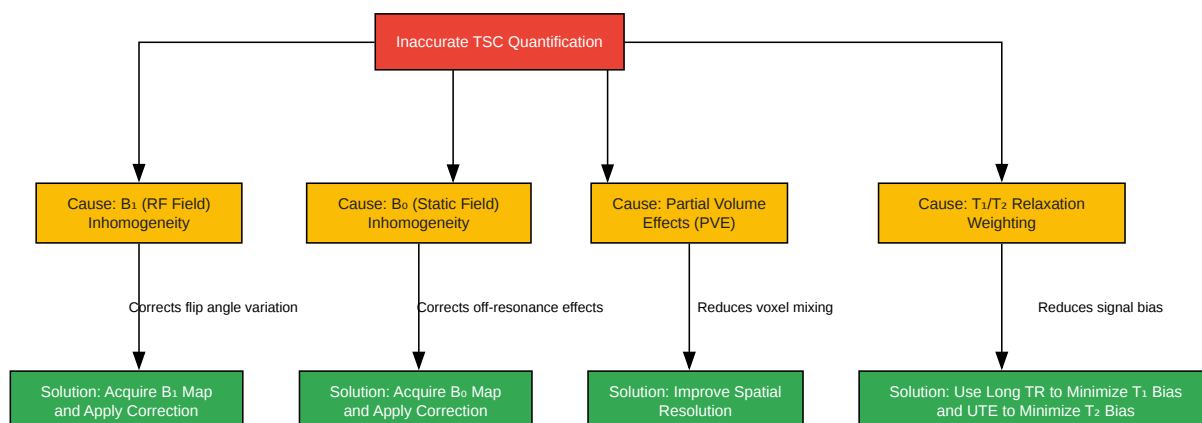 Inaccurate TSC Quantification
Cause: B₁ (RF Field)
Inhomogeneity
Cause: B₀ (Static Field)
Inhomogeneity
Cause: Partial Volume
Effects (PVE)
Cause: T₁/T₂ Relaxation
Weighting
Corrects flip angle variation
Corrects off-resonance effects
Reduces voxel mixing
Reduces signal bias
Solution: Acquire B₁ Map
and Apply Correction
Solution: Acquire B₀ Map
and Apply Correction
Solution: Improve Spatial
Resolution
Solution: Use Long TR to Minimize T₁ Bias
and UTE to Minimize T₂ Bias